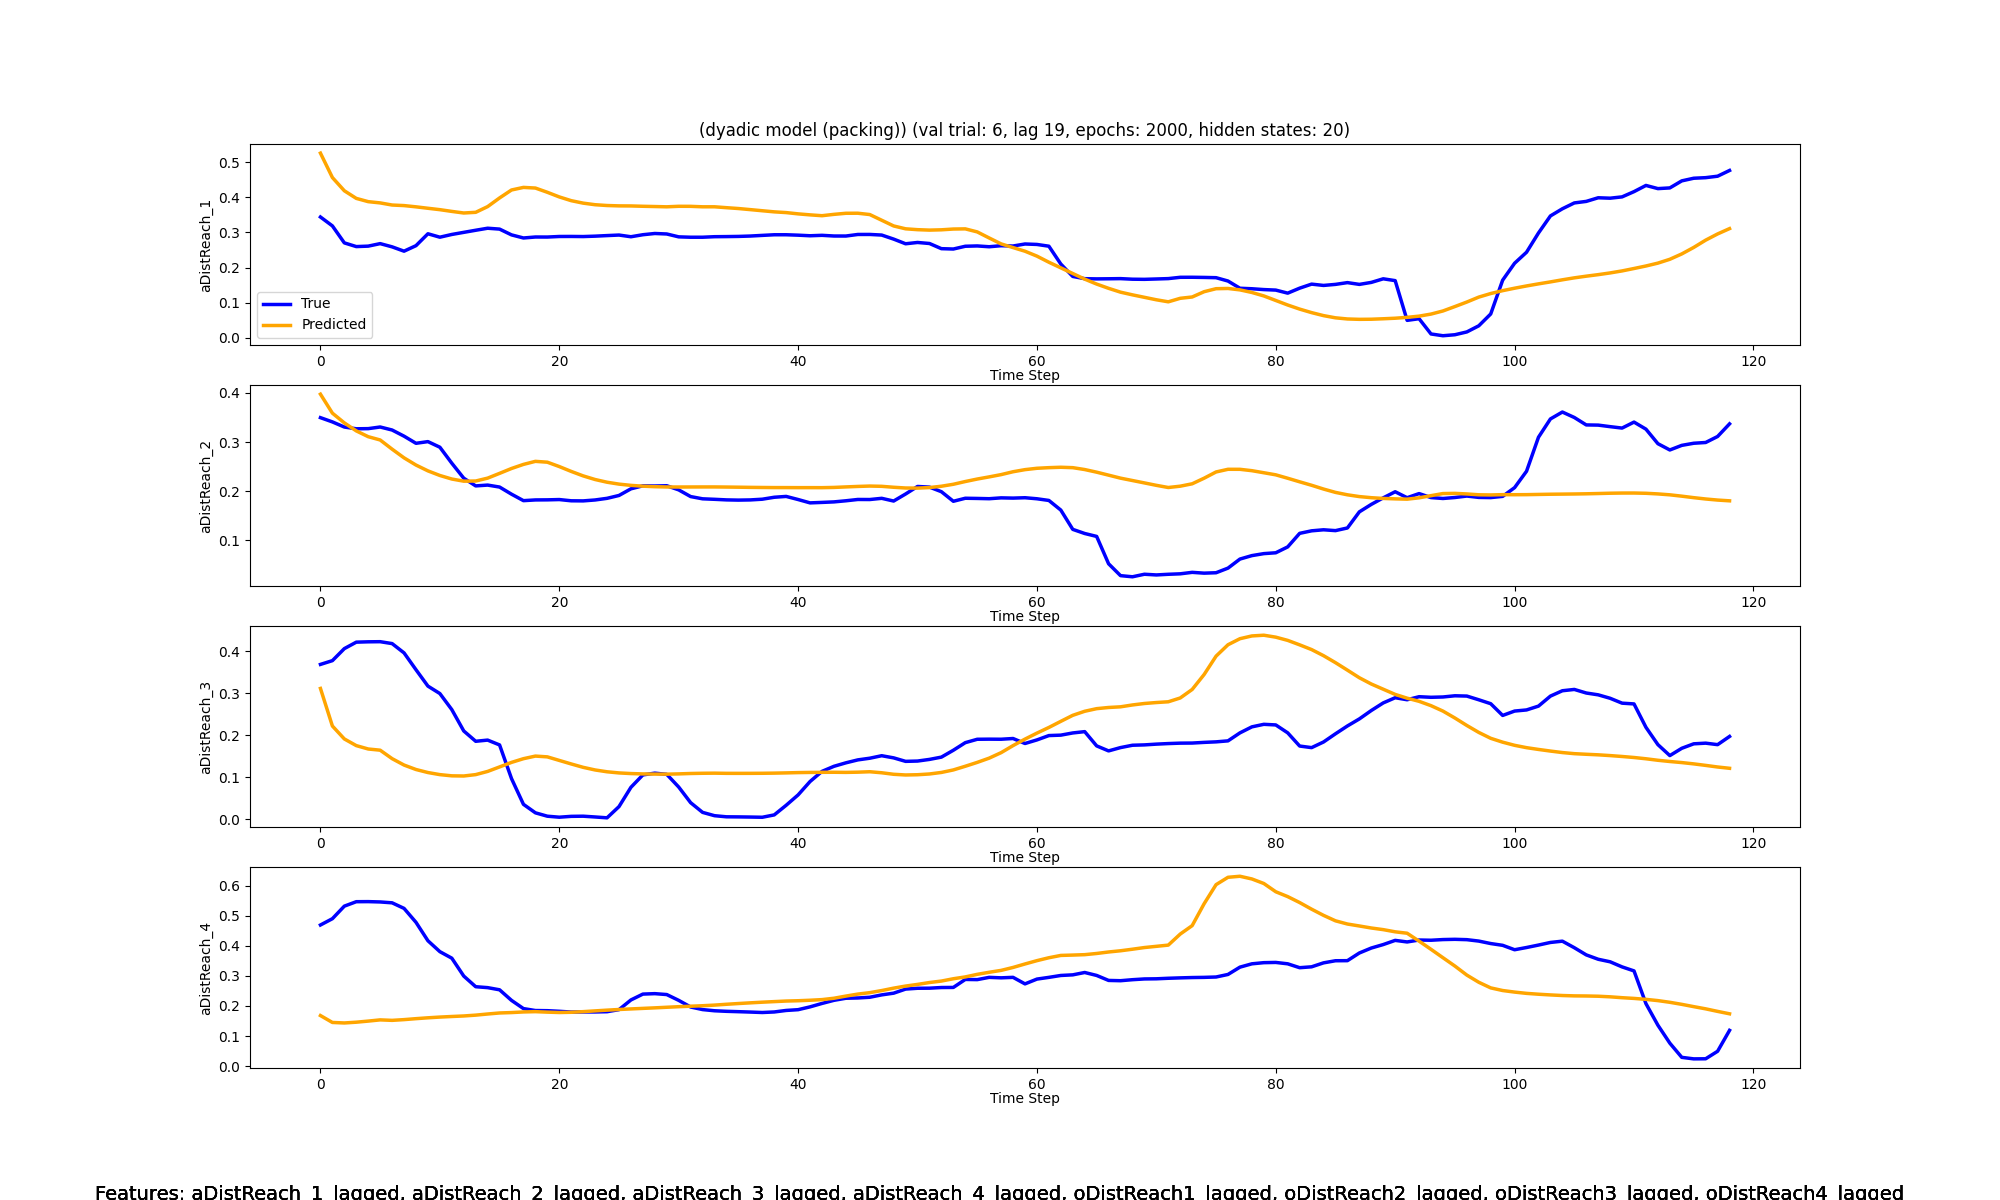 (dyadic model (packing)) (val trial: 6, lag 19, epochs: 2000, hidden states: 20)
aDistReach_1
0.5
0.4
0.3
0.2
0.1
0.0
True
Predicted
0 20 40 60 80 100 120
Time Step
aDistReach_2
0.4
0.3
0.2
0.1
0 20 40 60 80 100 120
Time Step
aDistReach_3
0.4
0.3
0.2
0.1
0.0
0 20 40 60 80 100 120
Time Step
aDistReach_4
0.6
0.5
0.4
0.3
0.2
0.1
0.0
0 20 40 60 80 100 120
Time Step
Features: aDistReach_1_lagged, aDistReach_2_lagged, aDistReach_3_lagged, aDistReach_4_lagged, oDistReach1_lagged, oDistReach2_lagged, oDistReach3_lagged, oDistReach4_lagged